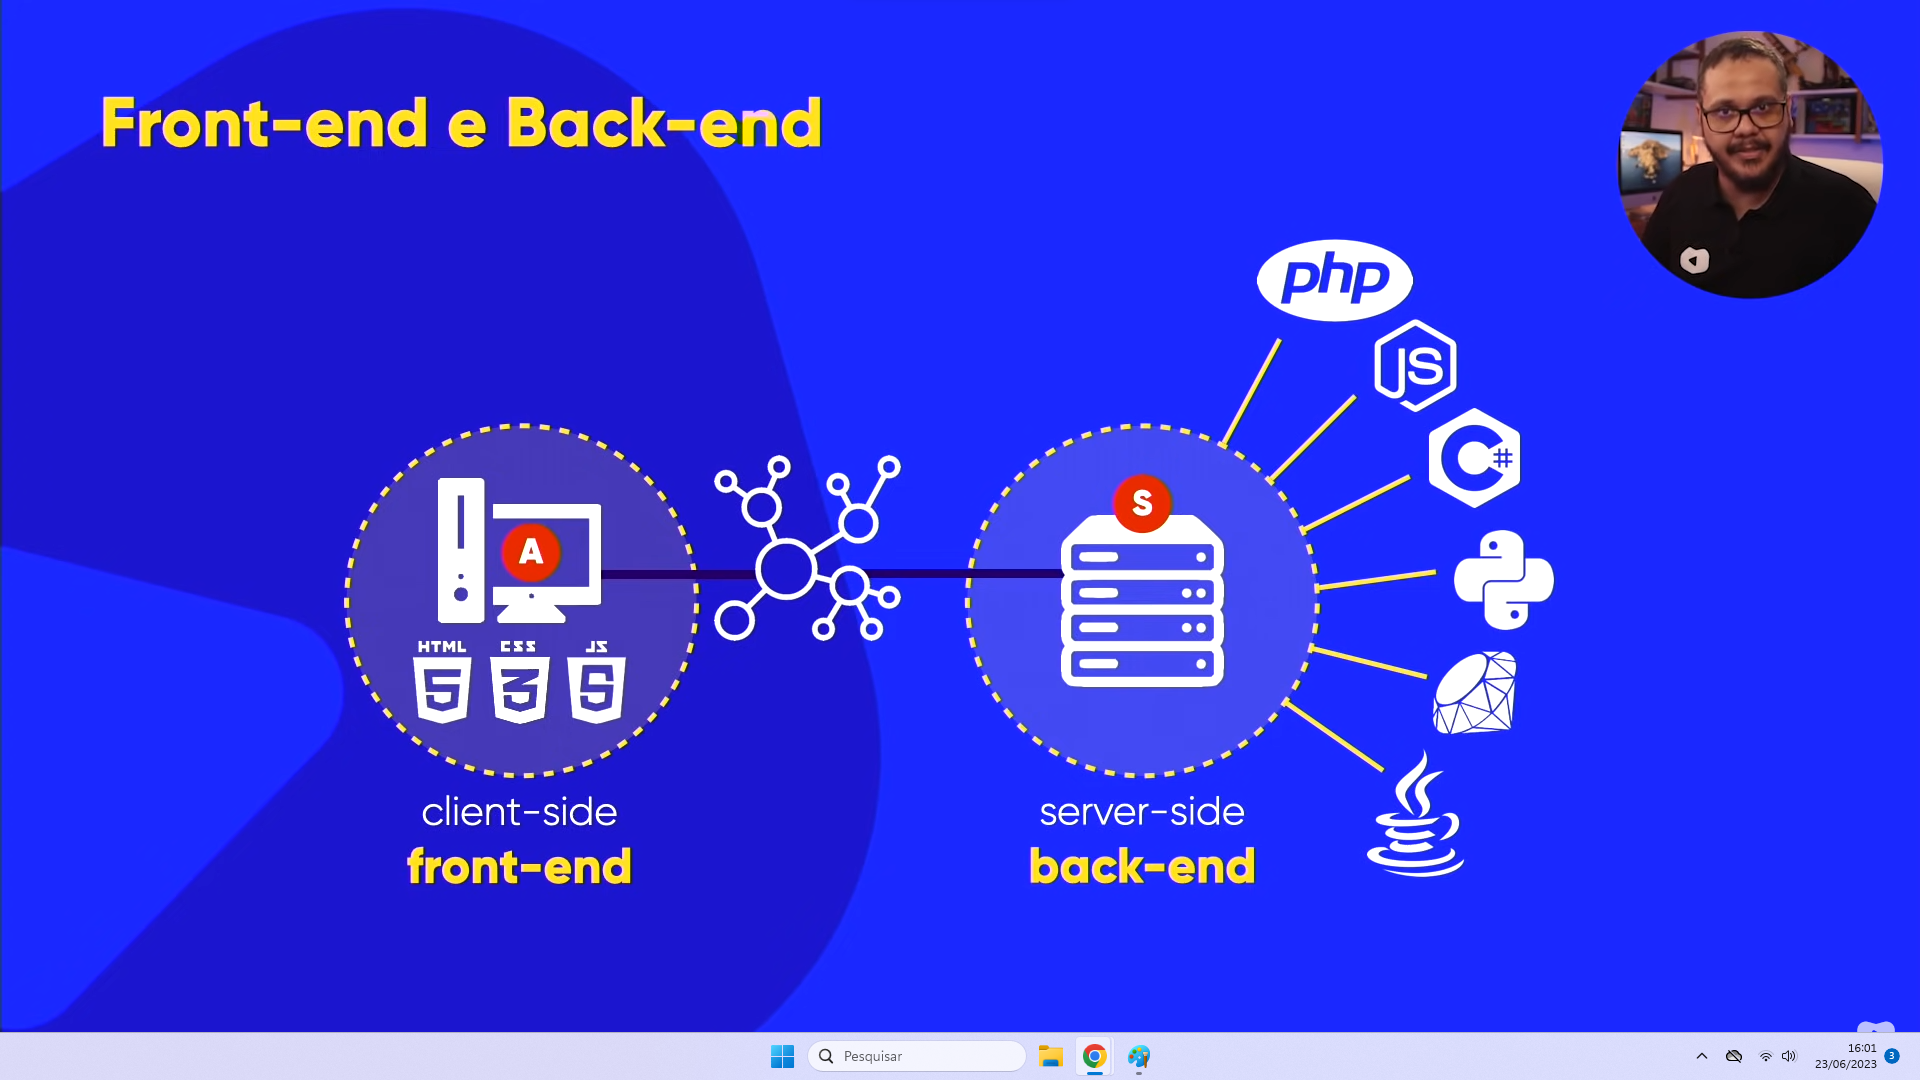 Front-end e Back-end
php
JS
C#
A
S
HTML CSS JS
5 3 S
client-side
front-end
server-side
back-end
Pesquisar
16:01
23/06/2023
3